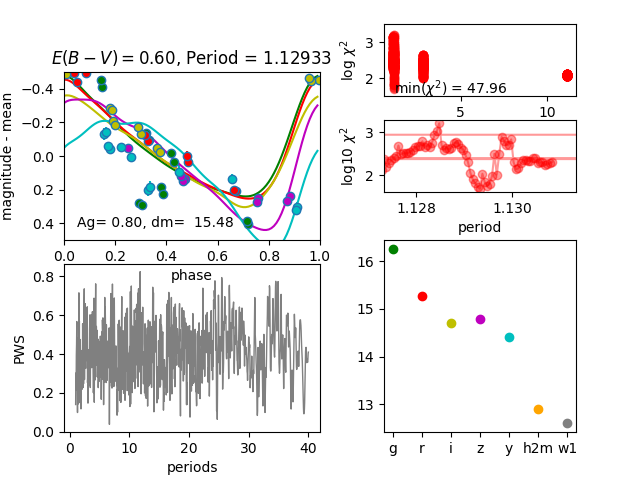 E(B − V) = 0.60, Period = 1.12933
magnitude - mean
−0.4
−0.2
0.0
0.2
0.4
Ag= 0.80, dm=  15.48
0.0 0.2 0.4 0.6 0.8 1.0
phase
log χ²
3
2
min(χ²) = 47.96
5 10
log10 χ²
3
2
1.128 1.130
period
PWS
0.8
0.6
0.4
0.2
0.0
0 10 20 30 40
periods
16
15
14
13
g r i z y h2m w1